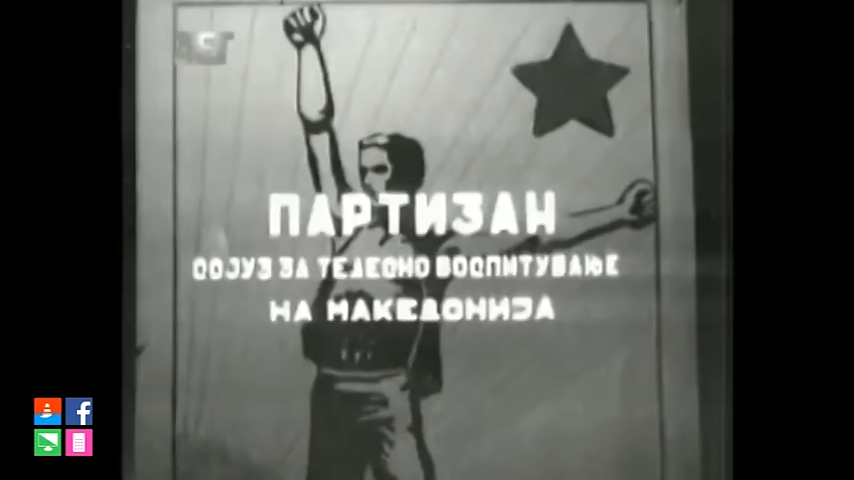 ПАРТИЗАН
СОЈУЗ ЗА ТЕЛЕСНО ВОСПИТУВАЊЕ
НА МАКЕДОНИЈА